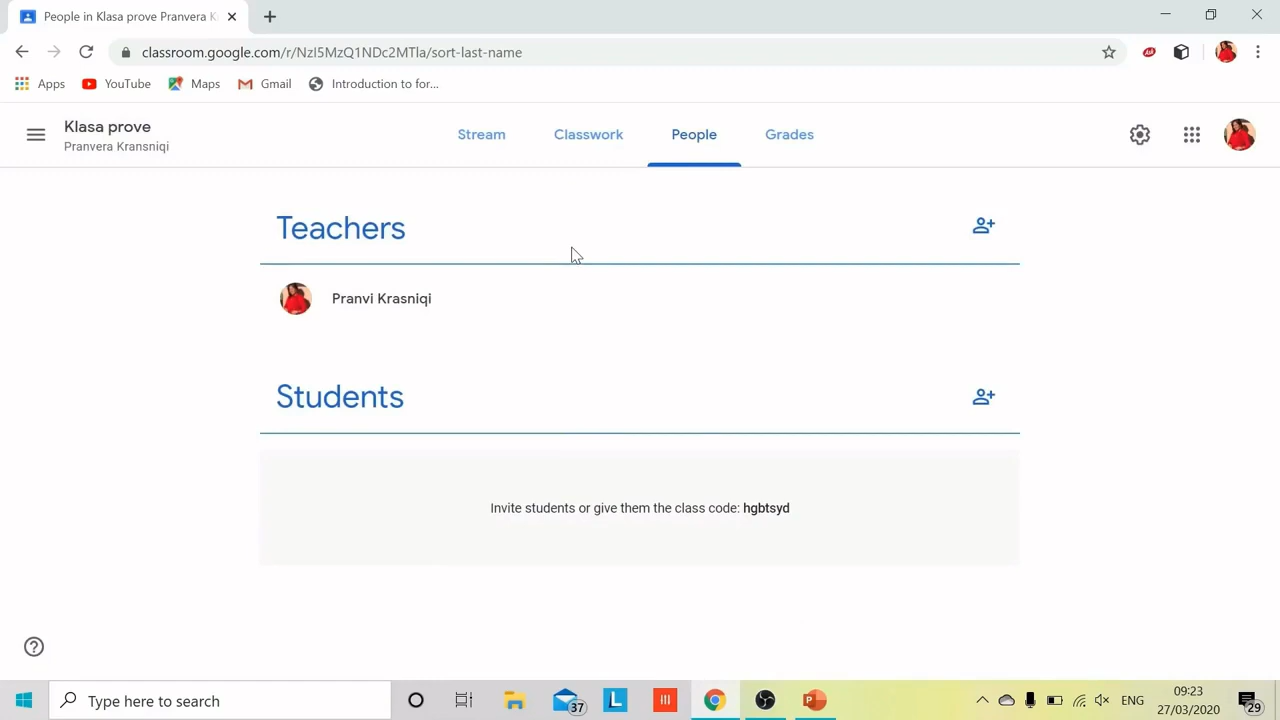 People in Klasa prove Pranvera K
classroom.google.com/r/NzI5MzQ1NDc2MTla/sort-last-name
Apps
YouTube
Maps
Gmail
Introduction to for...
Klasa prove
Pranvera Kransniqi
Stream
Classwork
People
Grades
Teachers
Pranvi Krasniqi
Students
Invite students or give them the class code: hgbtsyd
Type here to search
37
L
ENG
09:23
27/03/2020
29